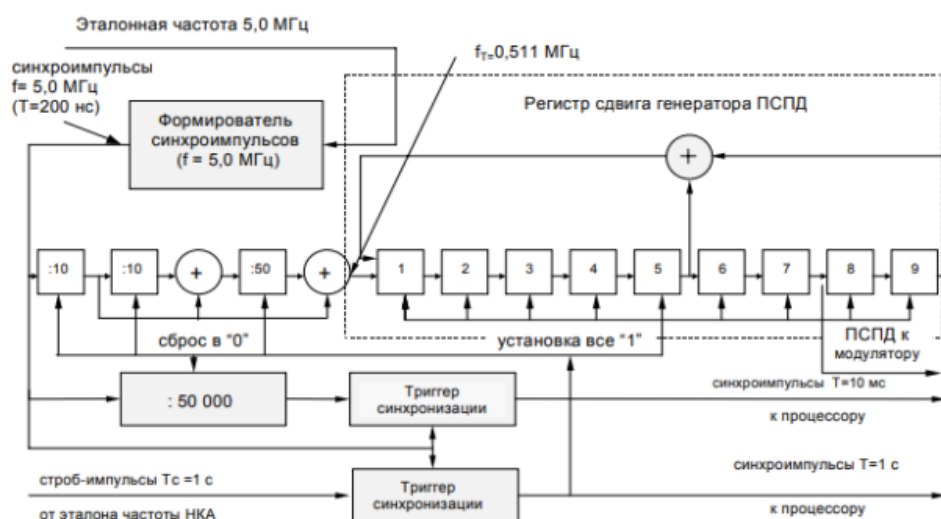 Эталонная частота 5,0 МГц
fТ=0,511 МГц
синхроимпульсы
f= 5,0 МГц
(T=200 нс)
Формирователь
синхроимпульсов
(f = 5,0 МГц)
Регистр сдвига генератора ПСПД
+
:10
:10
+
:50
+
1
2
3
4
5
6
7
8
9
сброс в "0"
установка все "1"
ПСПД к
модулятору
: 50 000
Триггер
синхронизации
синхроимпульсы T=10 мс
к процессору
строб-импульсы Тс =1 с
от эталона частоты НКА
Триггер
синхронизации
синхроимпульсы T=1 с
к процессору